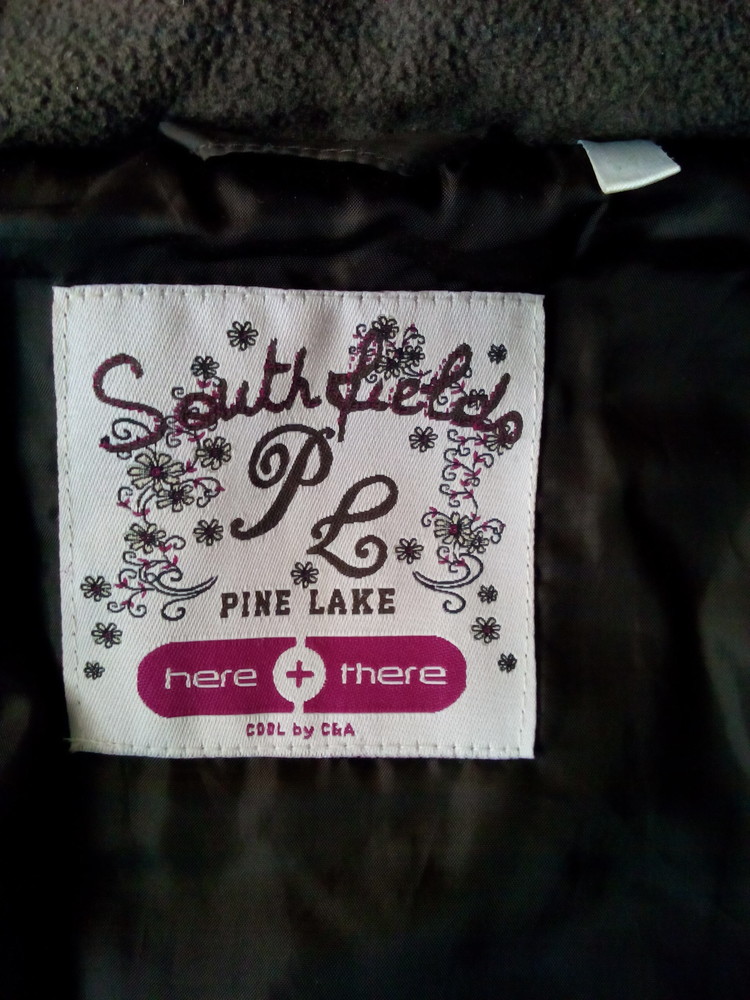 Southfields
PL
PINE LAKE
here + there
COOL by C&A